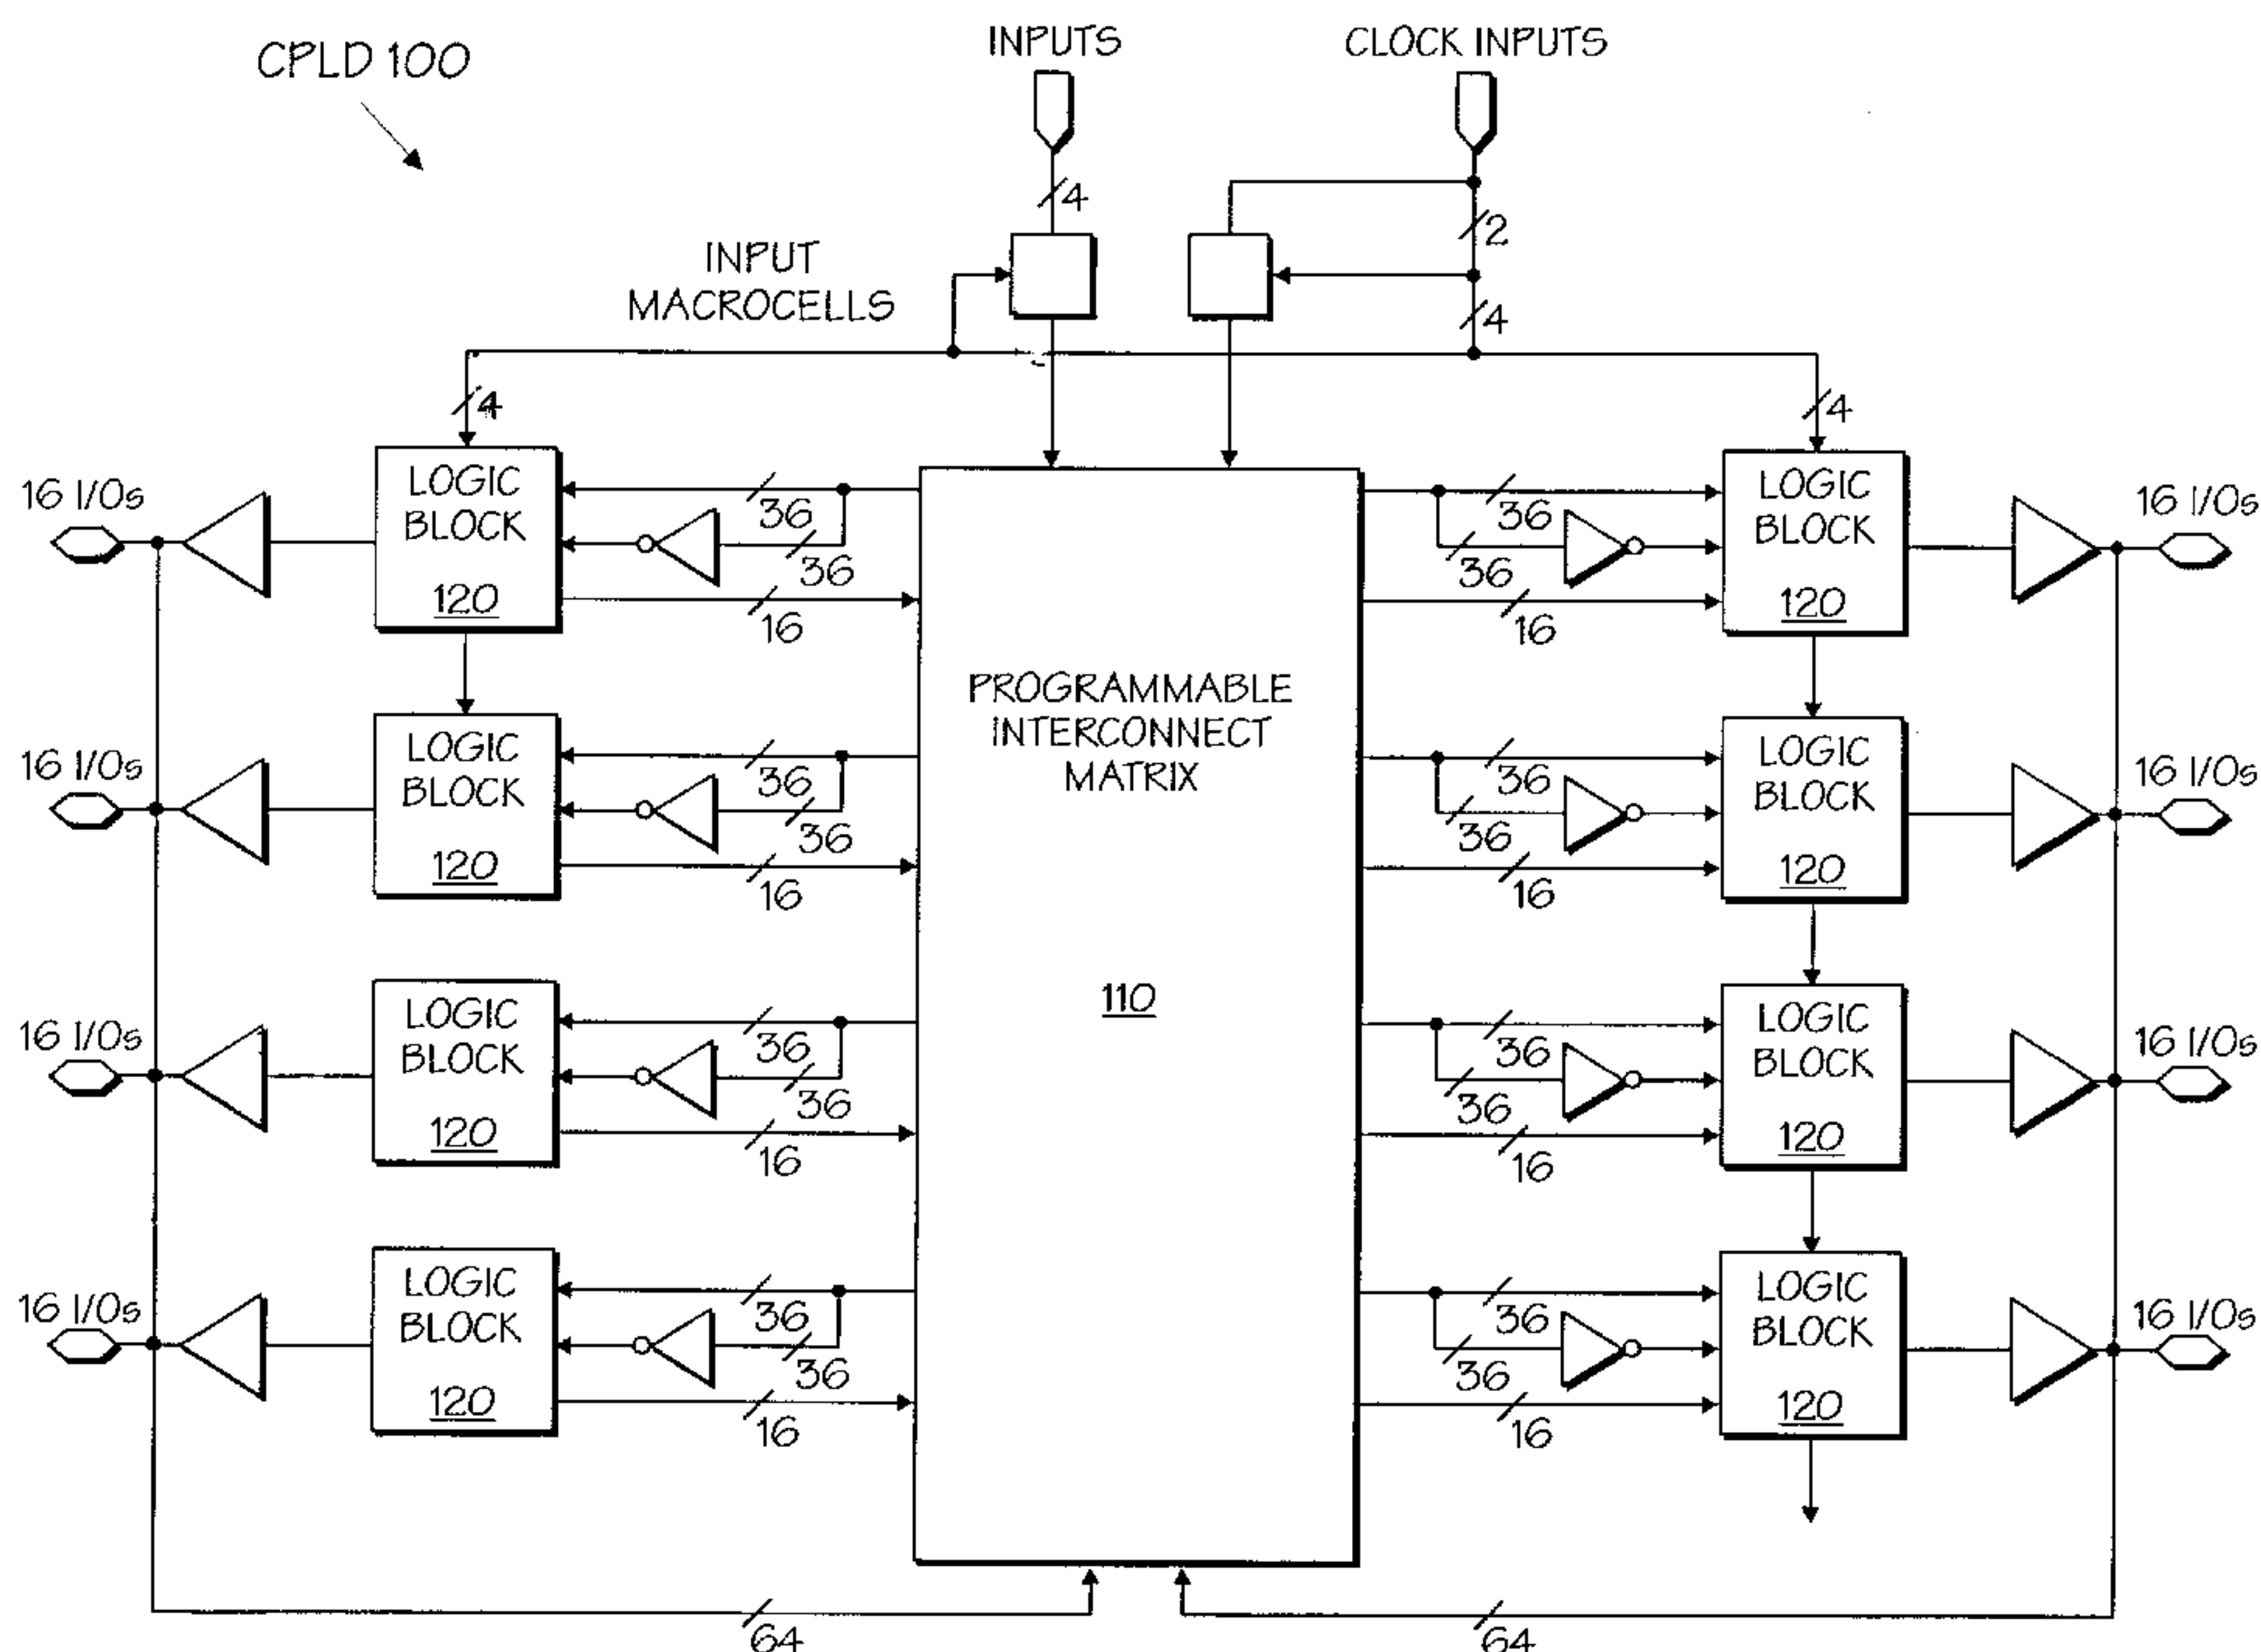 CPLD 100
INPUTS
CLOCK INPUTS
4
2
INPUT
MACROCELLS
4
4
4
16 I/Os
LOGIC
BLOCK
120
36
36
16
36
36
16
LOGIC
BLOCK
120
16 I/Os
PROGRAMMABLE
INTERCONNECT
MATRIX
110
16 I/Os
LOGIC
BLOCK
120
36
36
16
36
36
16
LOGIC
BLOCK
120
16 I/Os
16 I/Os
LOGIC
BLOCK
120
36
36
16
36
36
16
LOGIC
BLOCK
120
16 I/Os
16 I/Os
LOGIC
BLOCK
120
36
36
16
36
36
16
LOGIC
BLOCK
120
16 I/Os
64
64